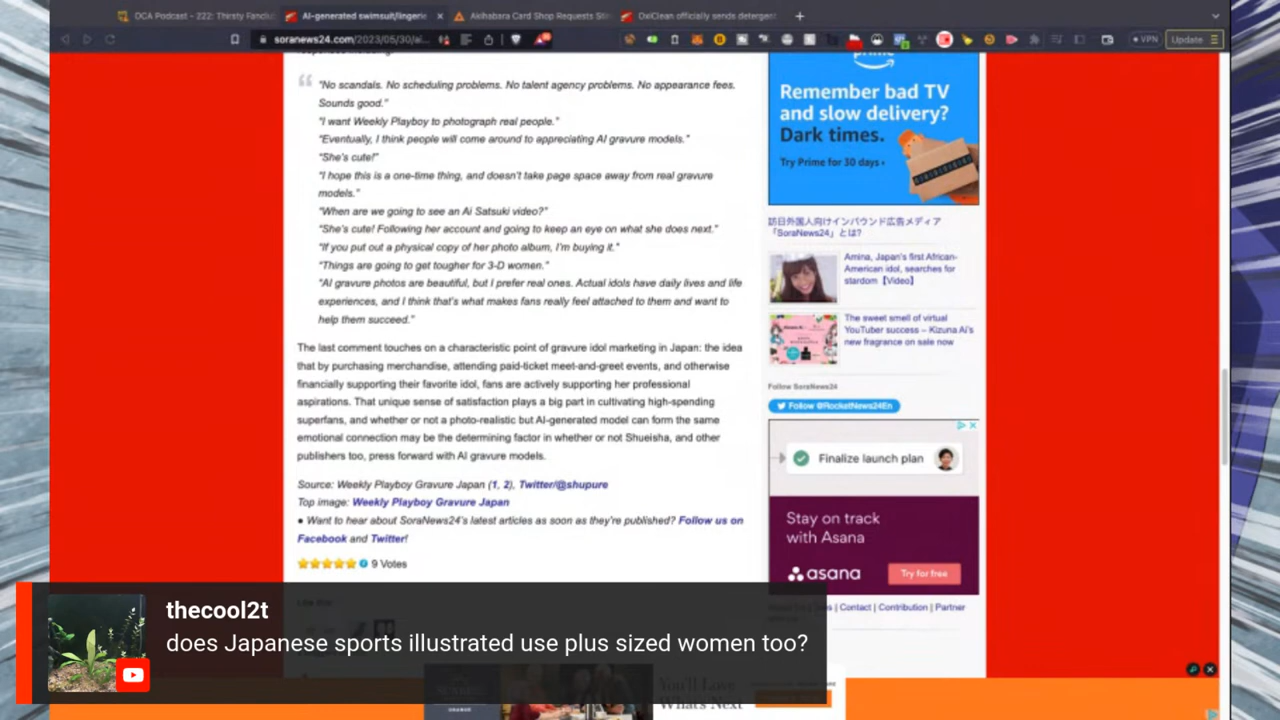 OCA Podcast - 222: Thirsty Fanclu
AI-generated swimsuit/lingerie
Akihabara Card Shop Requests Str
OxiClean officially sends detergent
soranews24.com/2023/05/30/ai...
VPN
Update
"No scandals. No scheduling problems. No talent agency problems. No appearance fees.
Sounds good."
"I want Weekly Playboy to photograph real people."
"Eventually, I think people will come around to appreciating AI gravure models."
"She's cute!"
"I hope this is a one-time thing, and doesn't take page space away from real gravure
models."
"When are we going to see an Ai Satsuki video?"
"She's cute! Following her account and going to keep an eye on what she does next."
"If you put out a physical copy of her photo album, I'm buying it."
"Things are going to get tougher for 3-D women."
"AI gravure photos are beautiful, but I prefer real ones. Actual idols have daily lives and life
experiences, and I think that's what makes fans really feel attached to them and want to
help them succeed."
The last comment touches on a characteristic point of gravure idol marketing in Japan: the idea
that by purchasing merchandise, attending paid-ticket meet-and-greet events, and otherwise
financially supporting their favorite idol, fans are actively supporting her professional
aspirations. That unique sense of satisfaction plays a big part in cultivating high-spending
superfans, and whether or not a photo-realistic but AI-generated model can form the same
emotional connection may be the determining factor in whether or not Shueisha, and other
publishers too, press forward with AI gravure models.
Source: Weekly Playboy Gravure Japan (1, 2), Twitter/@shupure
Top image: Weekly Playboy Gravure Japan
● Want to hear about SoraNews24's latest articles as soon as they're published? Follow us on
Facebook and Twitter!
9 Votes
prime
Remember bad TV
and slow delivery?
Dark times.
Try Prime for 30 days ›
訪日外国人向けインバウンド広告メディア
「SoraNews24」とは?
Amina, Japan's first African-
American idol, searches for
stardom【Video】
The sweet smell of virtual
YouTuber success – Kizuna Ai's
new fragrance on sale now
Follow SoraNews24
Follow @RocketNews24En
Finalize launch plan
Stay on track
with Asana
asana
Try for free
| Contact | Contribution | Partner
thecool2t
does Japanese sports illustrated use plus sized women too?
You'll Love
What's Next